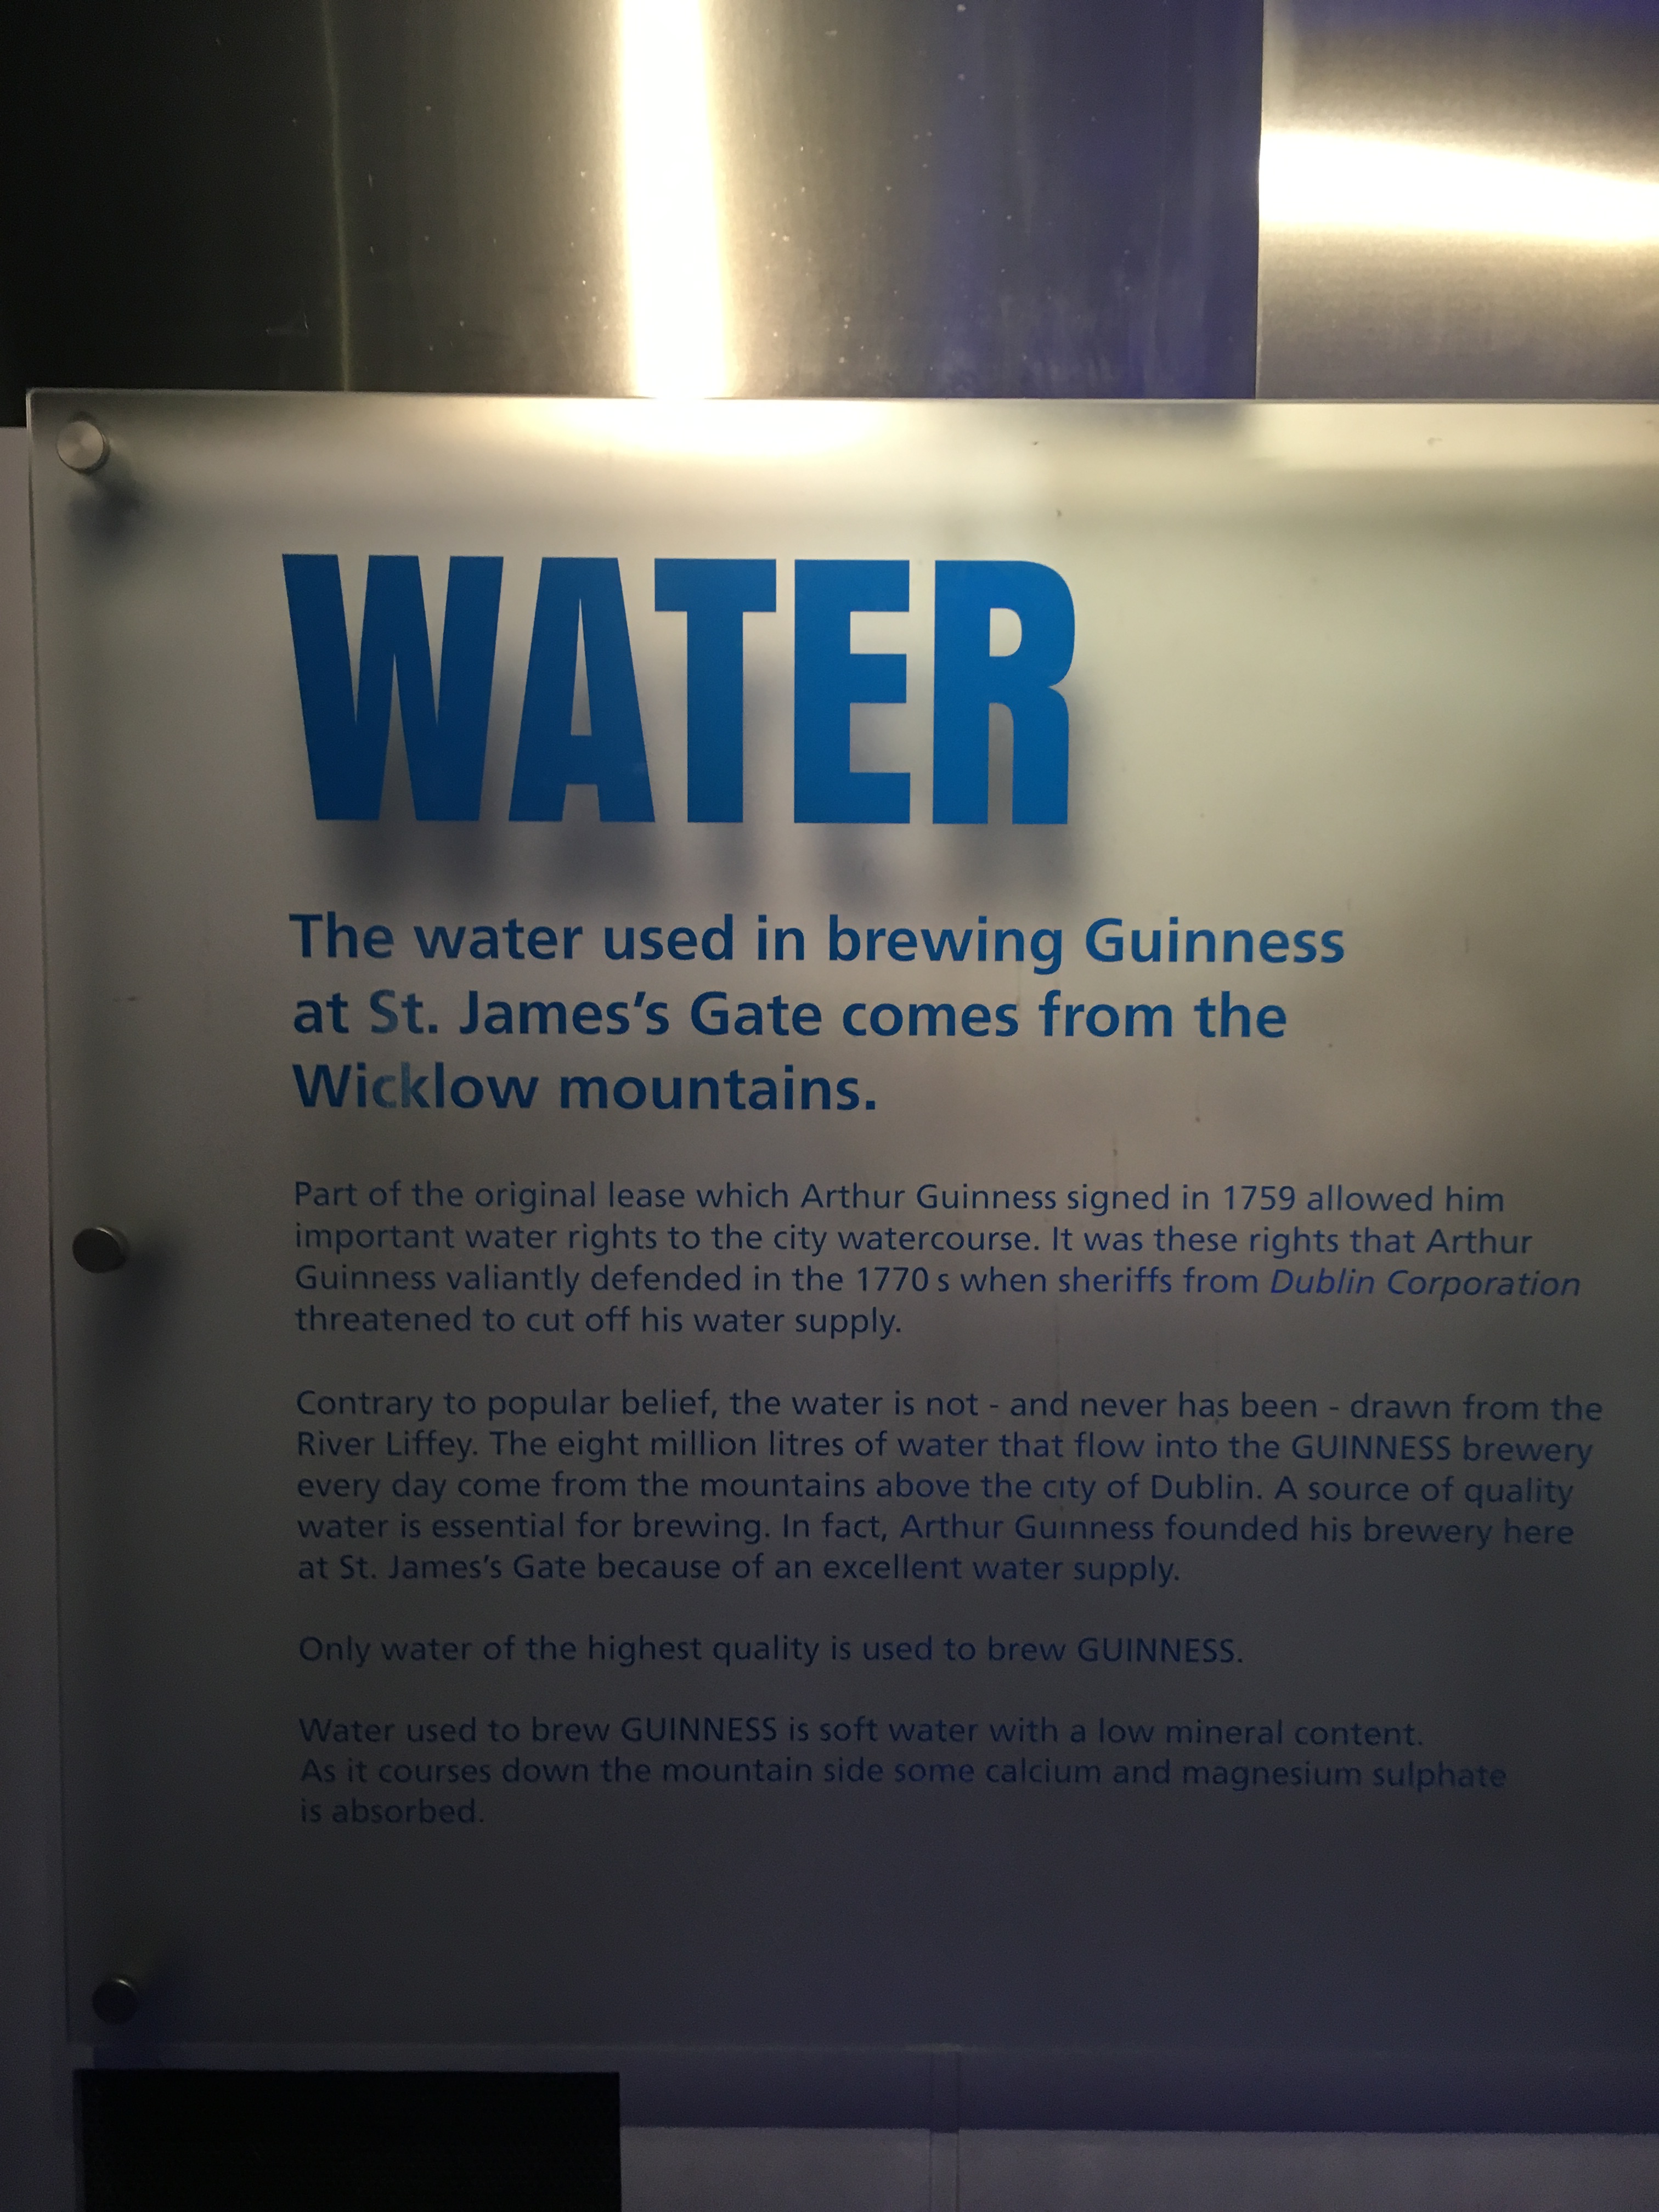 WATER
The water used in brewing Guinness
at St. James's Gate comes from the
Wicklow mountains.
Part of the original lease which Arthur Guinness signed in 1759 allowed him
important water rights to the city watercourse. It was these rights that Arthur
Guinness valiantly defended in the 1770 s when sheriffs from Dublin Corporation
threatened to cut off his water supply.
Contrary to popular belief, the water is not - and never has been - drawn from the
River Liffey. The eight million litres of water that flow into the GUINNESS brewery
every day come from the mountains above the city of Dublin. A source of quality
water is essential for brewing. In fact, Arthur Guinness founded his brewery here
at St. James's Gate because of an excellent water supply.
Only water of the highest quality is used to brew GUINNESS.
Water used to brew GUINNESS is soft water with a low mineral content.
As it courses down the mountain side some calcium and magnesium sulphate
is absorbed.